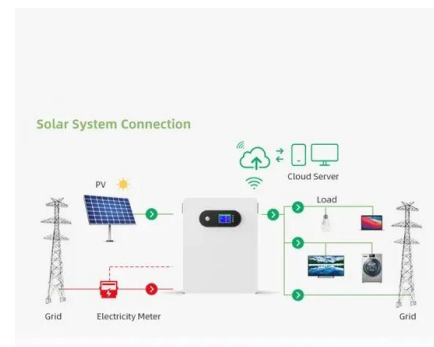 Solar System Connection
Cloud Server
PV
Load
Grid
Electricity Meter
Grid